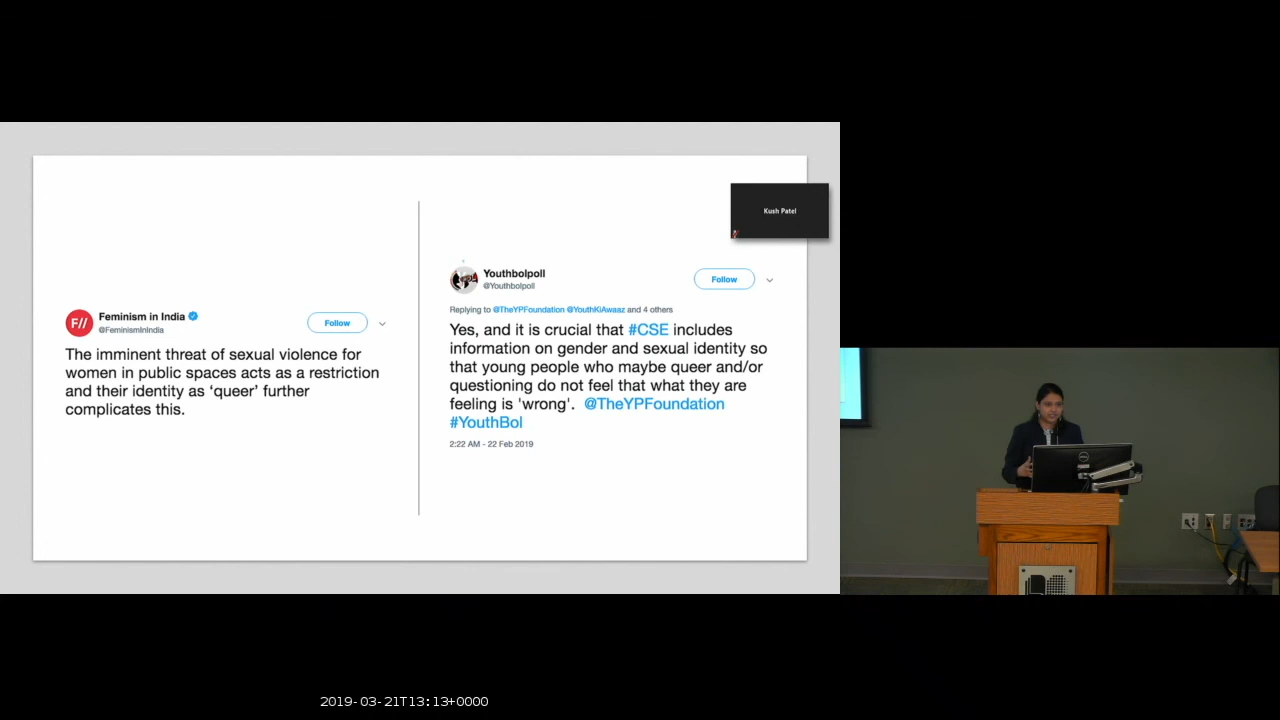 Kush Patel
Feminism in India
@FeminismInIndia
Follow
The imminent threat of sexual violence for
women in public spaces acts as a restriction
and their identity as ‘queer’ further
complicates this.
Youthbolpoll
@Youthbolpoll
Follow
Replying to @TheYPFoundation @YouthKiAwaaz and 4 others
Yes, and it is crucial that #CSE includes
information on gender and sexual identity so
that young people who maybe queer and/or
questioning do not feel that what they are
feeling is 'wrong'. @TheYPFoundation
#YouthBol
2:22 AM - 22 Feb 2019
F//
DELL
2019-03-21T13:13+0000